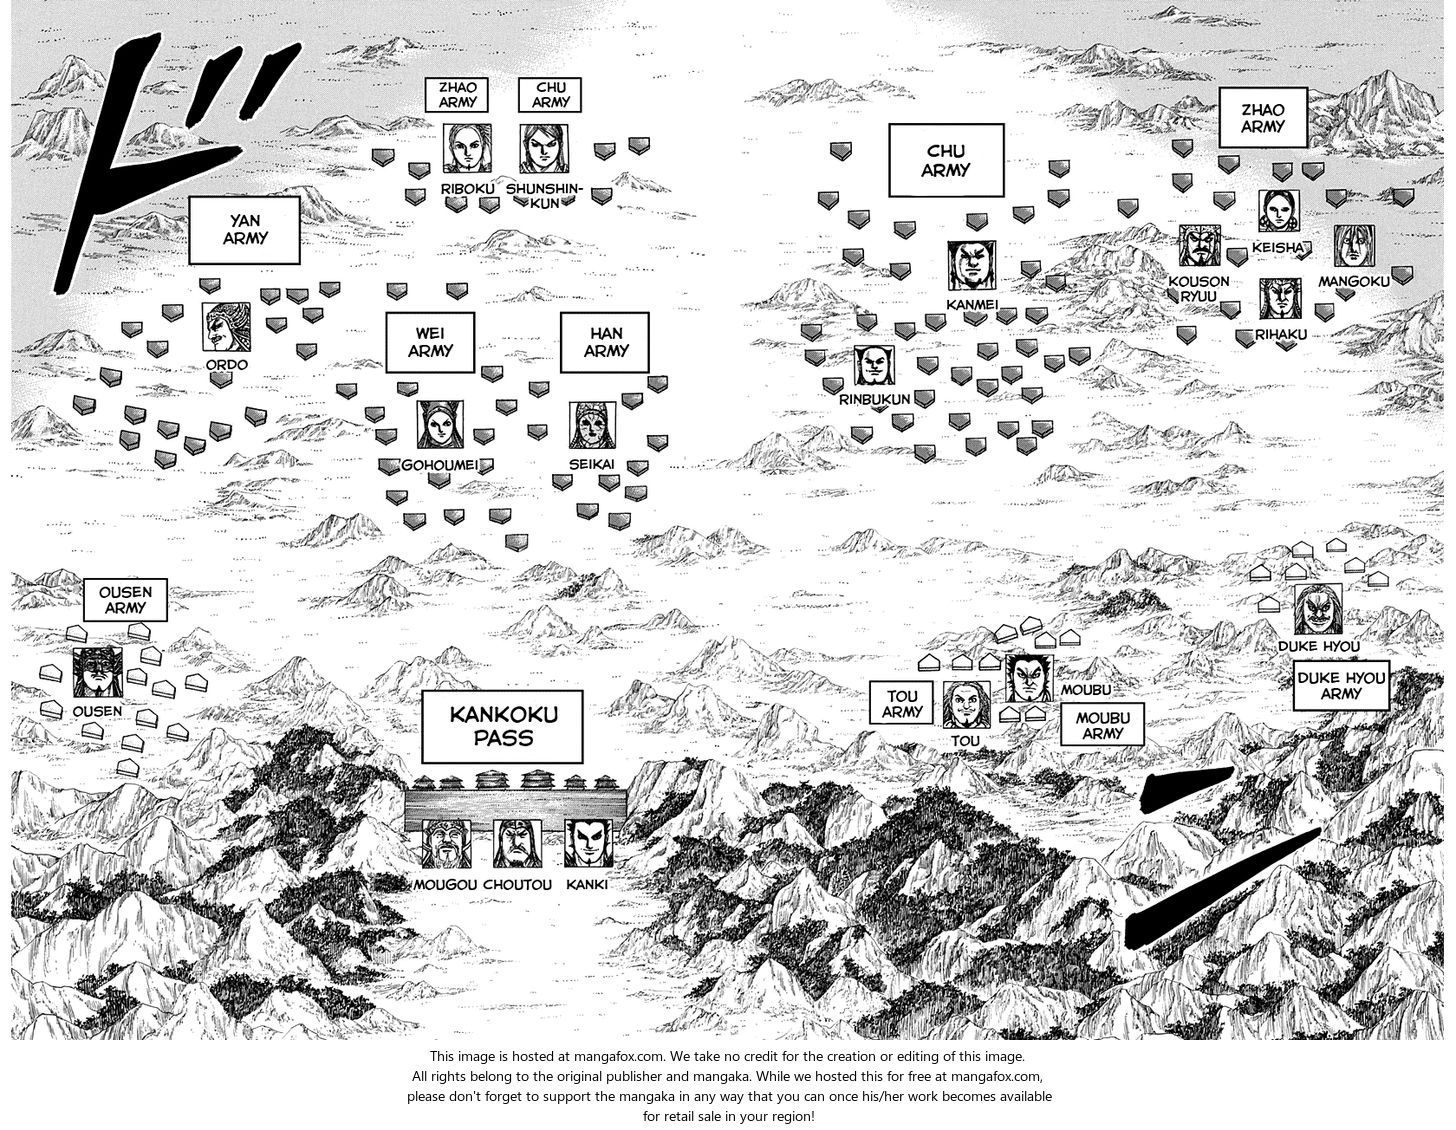 ド
ZHAO
ARMY
CHU
ARMY
RIBOKU
SHUNSHIN-
KUN
YAN
ARMY
ORDO
WEI
ARMY
GOHOUMEI
HAN
ARMY
SEIKAI
CHU
ARMY
KANMEI
RINBUKUN
ZHAO
ARMY
KEISHA
KOUSON
RYUU
MANGOKU
RIHAKU
OUSEN
ARMY
OUSEN
KANKOKU
PASS
MOUGOU
CHOUTOU
KANKI
TOU
ARMY
TOU
MOUBU
MOUBU
ARMY
DUKE HYOU
DUKE HYOU
ARMY
This image is hosted at mangafox.com. We take no credit for the creation or editing of this image.
All rights belong to the original publisher and mangaka. While we hosted this for free at mangafox.com,
please don't forget to support the mangaka in any way that you can once his/her work becomes available
for retail sale in your region!